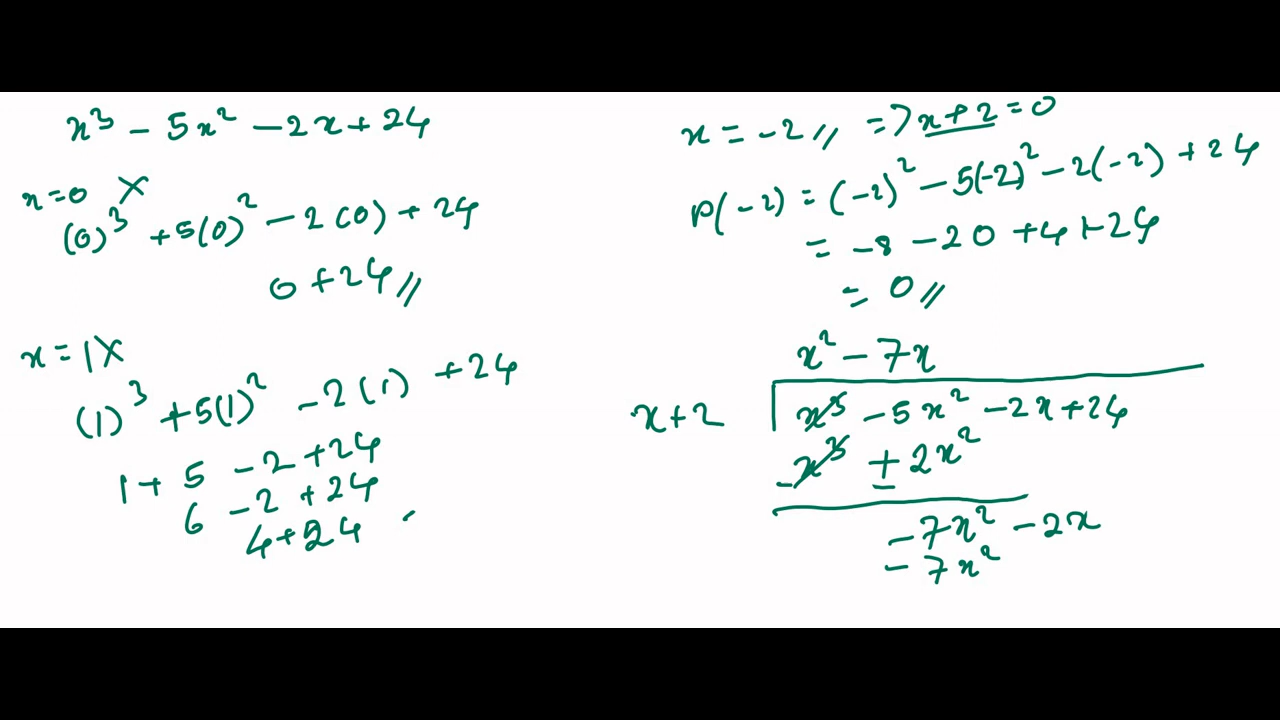 x³ - 5x² - 2x + 24
x = 0 X
(0)³ + 5(0)² - 2(0) + 24
0 + 24 //
x = 1 X
(1)³ + 5(1)² - 2(1) + 24
1 + 5 - 2 + 24
6 - 2 + 24
4 + 24
x = -2 // => x + 2 = 0
p(-2) = (-2)² - 5(-2)² - 2(-2) + 24
= -8 - 20 + 4 + 24
= 0 //
x² - 7x
x + 2 x³ - 5x² - 2x + 24
- x³ + 2x²
-
- 7x² - 2x
- 7x²